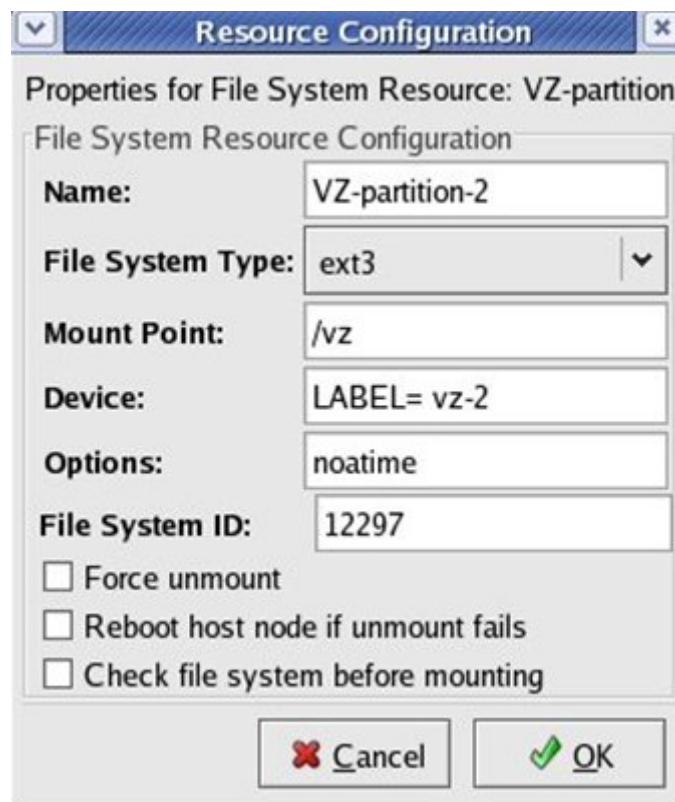 Resource Configuration
Properties for File System Resource: VZ-partition
File System Resource Configuration
Name: VZ-partition-2
File System Type: ext3
Mount Point: /vz
Device: LABEL= vz-2
Options: noatime
File System ID: 12297
Force unmount
Reboot host node if unmount fails
Check file system before mounting
Cancel OK